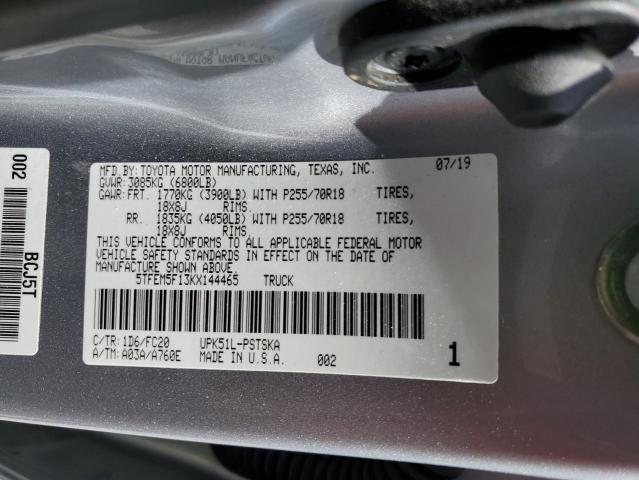 MFD. BY: TOYOTA MOTOR MANUFACTURING, TEXAS, INC. 07/19
GVWR: 3085KG (6800LB)
GAWR: FRT. 1770KG (3900LB) WITH P255/70R18 TIRES,
18X8J RIMS
RR. 1835KG (4050LB) WITH P255/70R18 TIRES,
18X8J RIMS
THIS VEHICLE CONFORMS TO ALL APPLICABLE FEDERAL MOTOR
VEHICLE SAFETY STANDARDS IN EFFECT ON THE DATE OF
MANUFACTURE SHOWN ABOVE.
5TFEM5F13KX144465 TRUCK
C/TR: 1D6/FC20 UPK51L-PSTSKA
A/TM: A03A/A760E MADE IN U.S.A. 002 1
002
BCJ5T